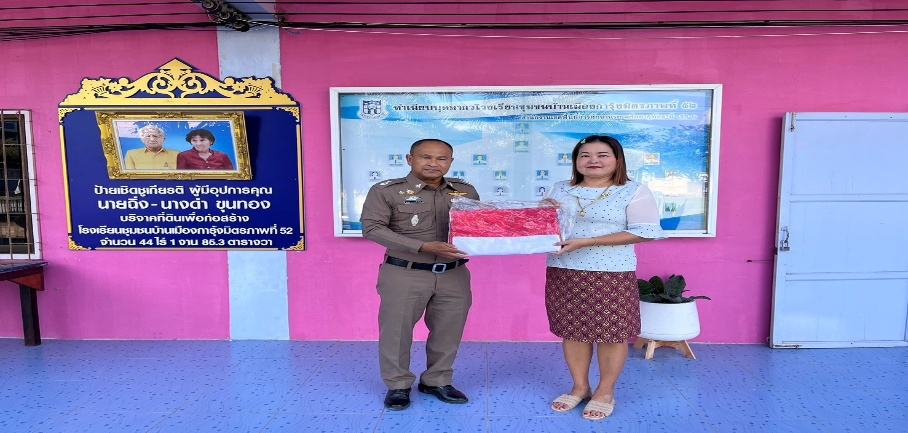 ป้ายเชิดชูเกียรติ ผู้มีอุปการคุณ
นายฉิ่ง - นางดำ ขุนทอง
บริจาคที่ดินเพื่อก่อสร้าง
โรงเรียนชุมชนบ้านเมืองการุ้งมิตรภาพที่ 52
จำนวน 44 ไร่ 1 งาน 85.3 ตารางวา
ทำเนียบบุคลากรโรงเรียนชุมชนบ้านเมืองการุ้งมิตรภาพที่ ๕๒